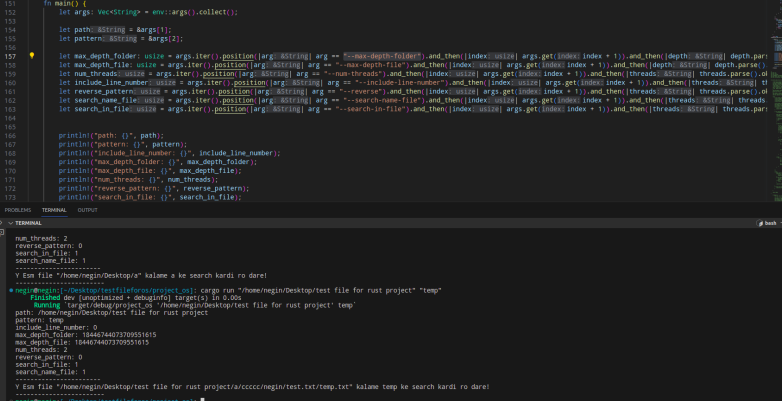 151 fn main() {
152 let args: Vec<String> = env::args().collect();
153
154 let path: &String = &args[1];
155 let pattern: &String = &args[2];
156
157 let max_depth_folder: usize = args.iter().position(|arg: &String| arg == "--max-depth-folder").and_then(|index: usize| args.get(index: index + 1)).and_then(|depth: &String| depth.pars
158 let max_depth_file: usize = args.iter().position(|arg: &String| arg == "--max-depth-file").and_then(|index: usize| args.get(index: index + 1)).and_then(|depth: &String| depth.parse()
159 let num_threads: usize = args.iter().position(|arg: &String| arg == "--num-threads").and_then(|index: usize| args.get(index: index + 1)).and_then(|threads: &String| threads.parse().ok
160 let include_line_number: usize = args.iter().position(|arg: &String| arg == "--include-line-number").and_then(|index: usize| args.get(index: index + 1)).and_then(|threads: &String| th
161 let reverse_pattern: usize = args.iter().position(|arg: &String| arg == "--reverse").and_then(|index: usize| args.get(index: index + 1)).and_then(|threads: &String| threads.parse().o
162 let search_name_file: usize = args.iter().position(|arg: &String| arg == "--search-name-file").and_then(|index: usize| args.get(index: index + 1)).and_then(|threads: &String| threads
163 let search_in_file: usize = args.iter().position(|arg: &String| arg == "--search-in-file").and_then(|index: usize| args.get(index: index + 1)).and_then(|threads: &String| threads.pars
164
165
166 println!("path: {}", path);
167 println!("pattern: {}", pattern);
168 println!("include_line_number: {}", include_line_number);
169 println!("max_depth_folder: {}", max_depth_folder);
170 println!("max_depth_file: {}", max_depth_file);
171 println!("num_threads: {}", num_threads);
172 println!("reverse_pattern: {}", reverse_pattern);
173 println!("search_in_file: {}", search_in_file);
PROBLEMS TERMINAL OUTPUT
TERMINAL bash
num_threads: 2
reverse_pattern: 0
search_in_file: 1
search_name_file: 1
-----------------------
Y Esm file "/home/negin/Desktop/a" kalame a ke search kardi ro dare!
-----------------------
negin@negin:[~/Desktop/testfileforos/project_os]: cargo run "/home/negin/Desktop/test file for rust project" "temp"
Finished dev [unoptimized + debuginfo] target(s) in 0.00s
Running `target/debug/project_os '/home/negin/Desktop/test file for rust project' temp`
path: /home/negin/Desktop/test file for rust project
pattern: temp
include_line_number: 0
max_depth_folder: 18446744073709551615
max_depth_file: 18446744073709551615
num_threads: 2
reverse_pattern: 0
search_in_file: 1
search_name_file: 1
-----------------------
Y Esm file "/home/negin/Desktop/test file for rust project/a/ccccc/negin/test.txt/temp.txt" kalame temp ke search kardi ro dare!
-----------------------